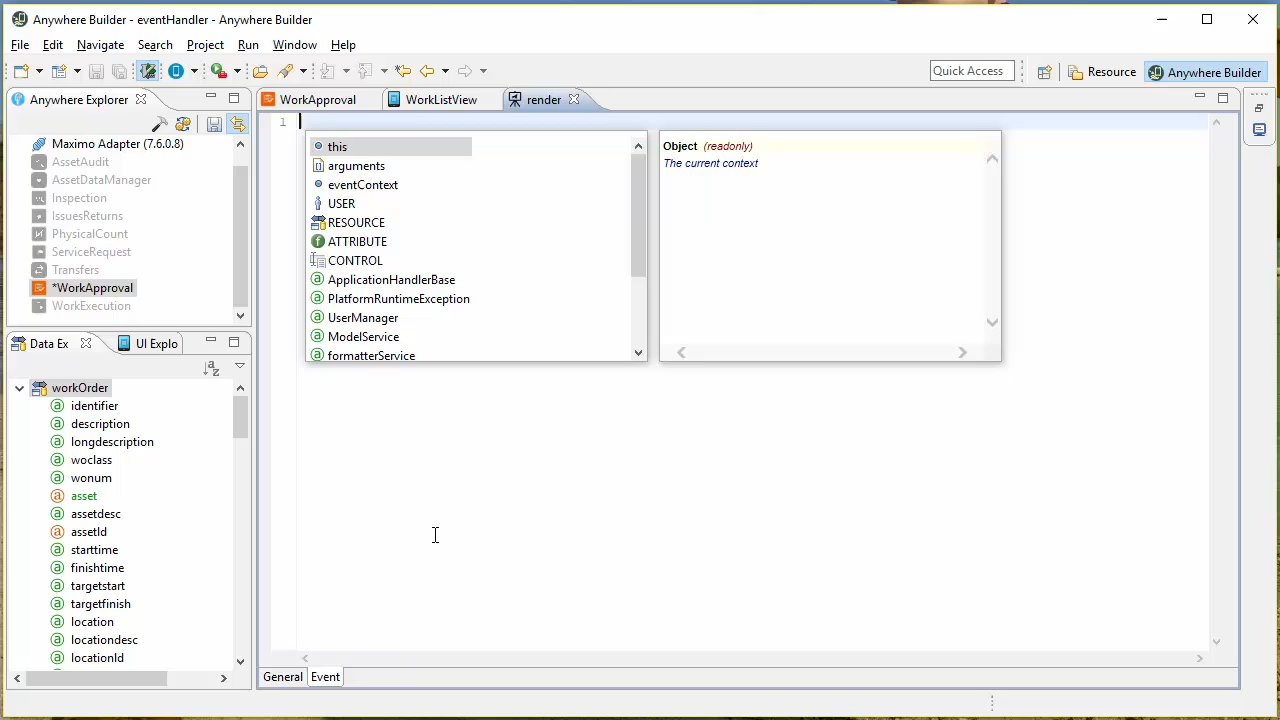 Anywhere Builder - eventHandler - Anywhere Builder
File Edit Navigate Search Project Run Window Help
Quick Access
Resource
Anywhere Builder
Anywhere Explorer
WorkApproval
WorkListView
render
1
Maximo Adapter (7.6.0.8)
AssetAudit
AssetDataManager
Inspection
IssuesReturns
PhysicalCount
ServiceRequest
Transfers
*WorkApproval
WorkExecution
this
arguments
eventContext
USER
RESOURCE
ATTRIBUTE
CONTROL
ApplicationHandlerBase
PlatformRuntimeException
UserManager
ModelService
formatterService
Object (readonly)
The current context
Data Ex
UI Explo
workOrder
identifier
description
longdescription
woclass
wonum
asset
assetdesc
assetId
starttime
finishtime
targetstart
targetfinish
location
locationdesc
locationId
General
Event